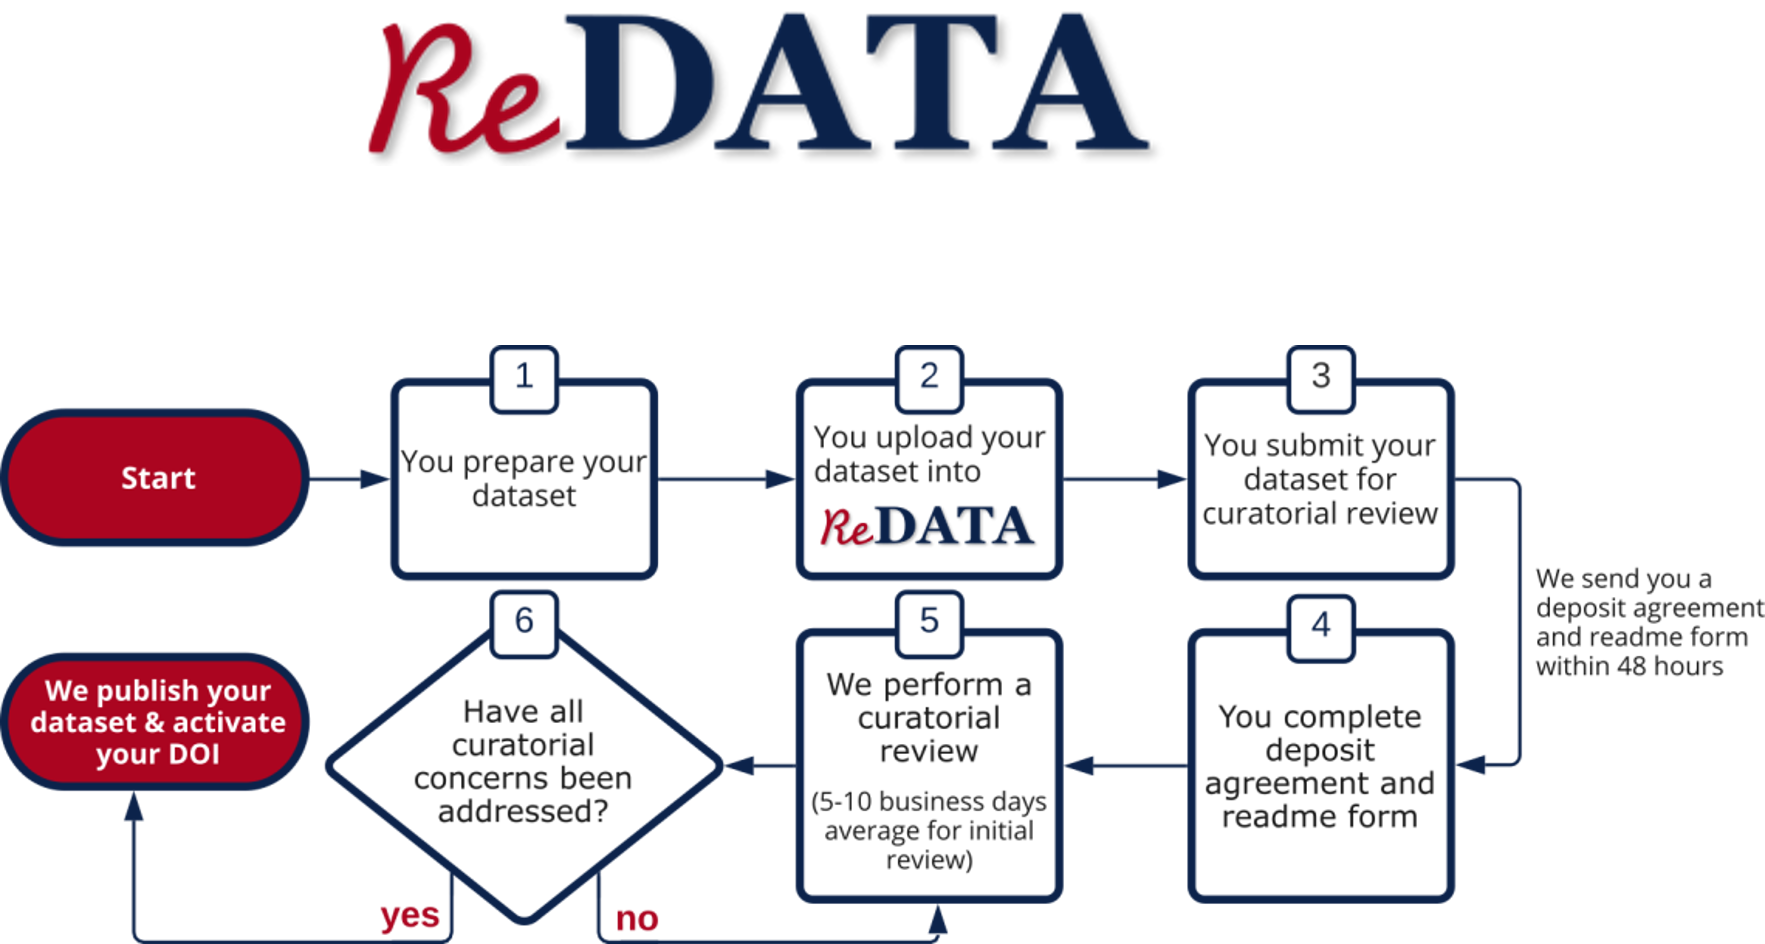 ReDATA
1
2
3
Start
You prepare your
dataset
You upload your
dataset into
ReDATA
You submit your
dataset for
curatorial review
We send you a
deposit agreement
and readme form
within 48 hours
4
You complete
deposit
agreement and
readme form
5
We perform a
curatorial
review
(5-10 business days
average for initial
review)
6
Have all
curatorial
concerns been
addressed?
yes
no
We publish your
dataset & activate
your DOI